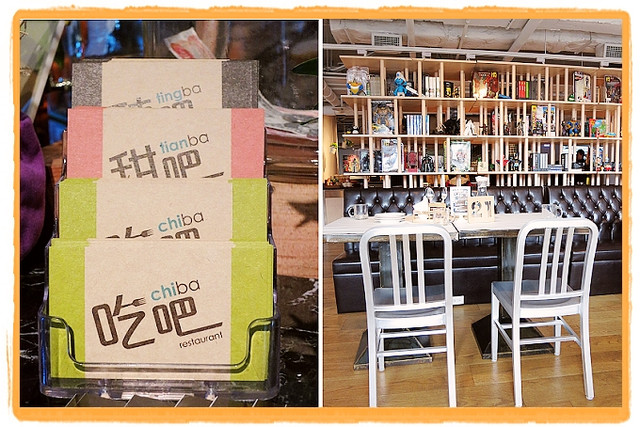 tingba
tianba
甜吧
chiba
chiba
吃吧
restaurant